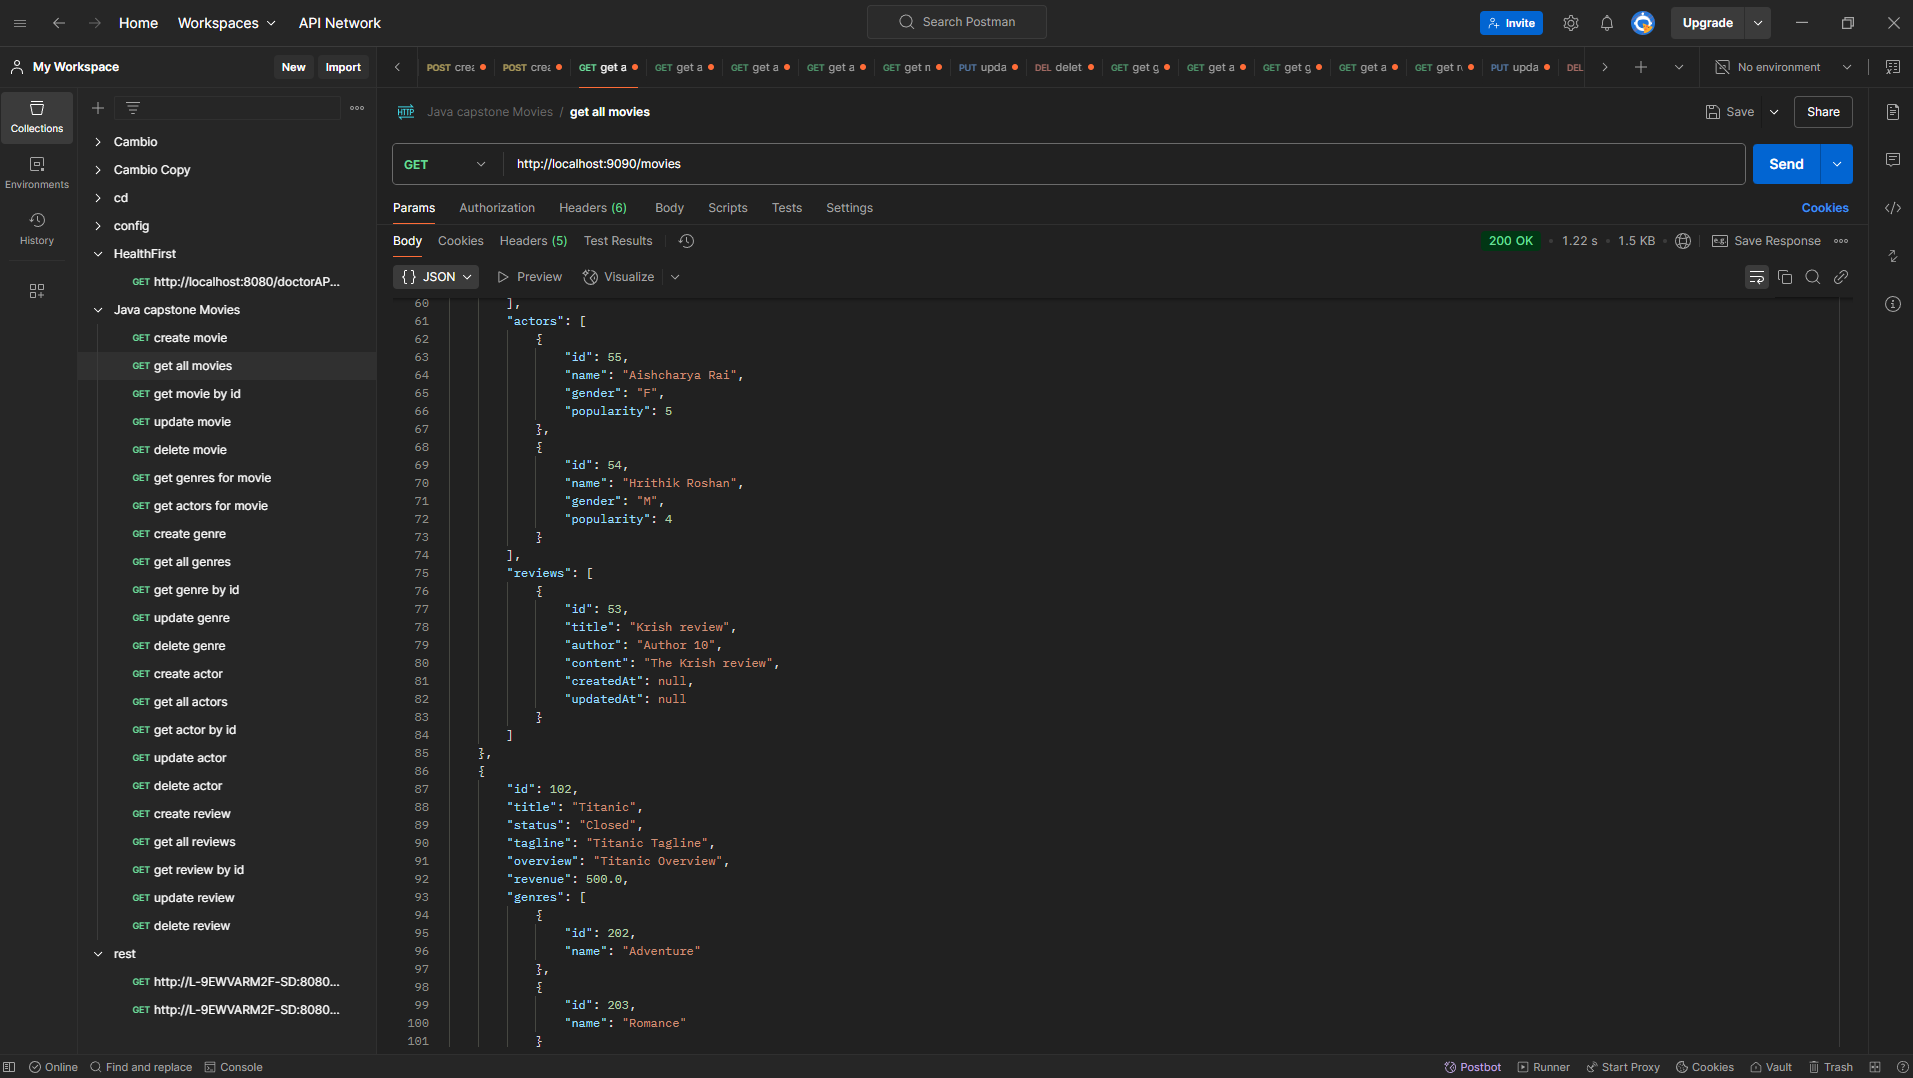 Home Workspaces API Network Search Postman Invite Upgrade
My Workspace New Import POST crea POST crea GET get a GET get a GET get a GET get a GET get n PUT upda DEL delet GET get g GET get a GET get g GET get a GET get r PUT upda DEL No environment
Collections
Environments
History
Cambio
Cambio Copy
cd
config
HealthFirst
GET http://localhost:8080/doctorAP...
Java capstone Movies
GET create movie
GET get all movies
GET get movie by id
GET update movie
GET delete movie
GET get genres for movie
GET get actors for movie
GET create genre
GET get all genres
GET get genre by id
GET update genre
GET delete genre
GET create actor
GET get all actors
GET get actor by id
GET update actor
GET delete actor
GET create review
GET get all reviews
GET get review by id
GET update review
GET delete review
rest
GET http://L-9EWVARM2F-SD:8080...
GET http://L-9EWVARM2F-SD:8080...
HTTP Java capstone Movies / get all movies Save Share
GET http://localhost:9090/movies Send
Params Authorization Headers (6) Body Scripts Tests Settings Cookies
Body Cookies Headers (5) Test Results 200 OK • 1.22 s • 1.5 KB e.g. Save Response
{} JSON Preview Visualize
60 ],
61 "actors": [
62 {
63 "id": 55,
64 "name": "Aishcharya Rai",
65 "gender": "F",
66 "popularity": 5
67 },
68 {
69 "id": 54,
70 "name": "Hrithik Roshan",
71 "gender": "M",
72 "popularity": 4
73 }
74 ],
75 "reviews": [
76 {
77 "id": 53,
78 "title": "Krish review",
79 "author": "Author 10",
80 "content": "The Krish review",
81 "createdAt": null,
82 "updatedAt": null
83 }
84 ]
85 },
86 {
87 "id": 102,
88 "title": "Titanic",
89 "status": "Closed",
90 "tagline": "Titanic Tagline",
91 "overview": "Titanic Overview",
92 "revenue": 500.0,
93 "genres": [
94 {
95 "id": 202,
96 "name": "Adventure"
97 },
98 {
99 "id": 203,
100 "name": "Romance"
101 }
Online Find and replace Console Postbot Runner Start Proxy Cookies Vault Trash